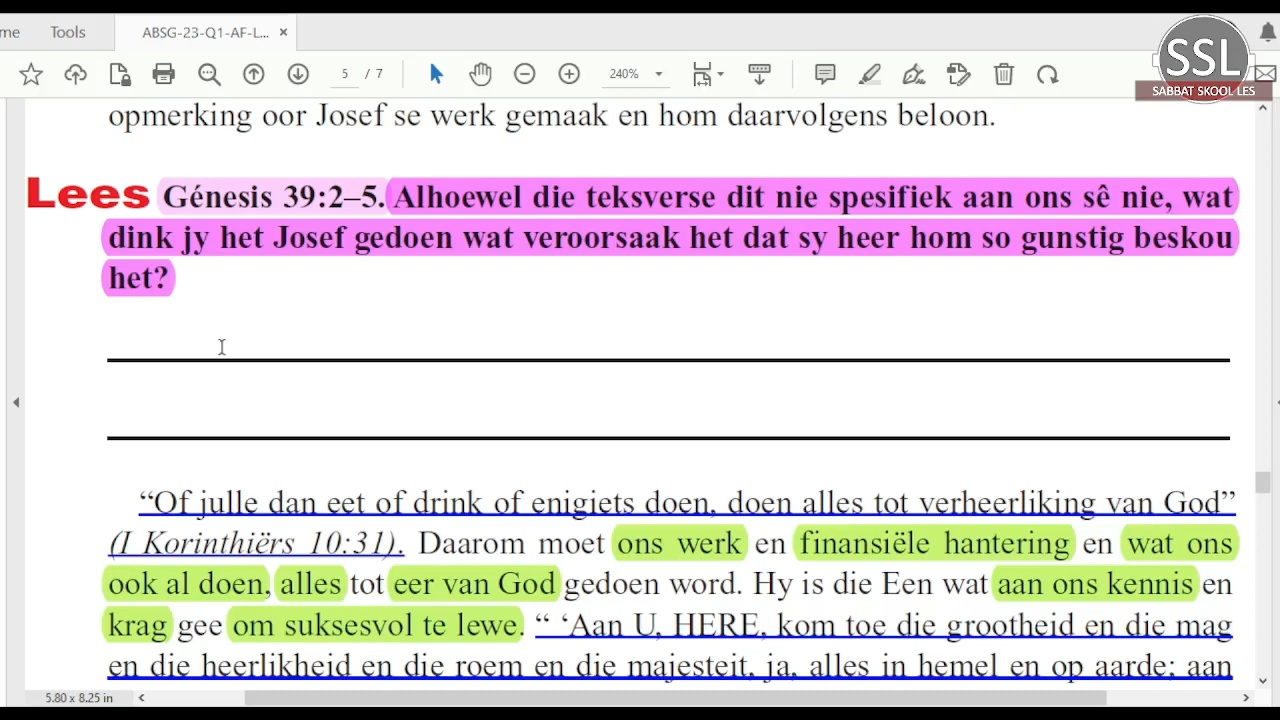 me
Tools
ABSG-23-Q1-AF-L...
×
SSL
SABBAT SKOOL LES
5 / 7
240%
opmerking oor Josef se werk gemaak en hom daarvolgens beloon.
Lees Génesis 39:2–5. Alhoewel die teksverse dit nie spesifiek aan ons sê nie, wat
dink jy het Josef gedoen wat veroorsaak het dat sy heer hom so gunstig beskou
het?
“Of julle dan eet of drink of enigiets doen, doen alles tot verheerliking van God”
(I Korinthiërs 10:31). Daarom moet ons werk en finansiële hantering en wat ons
ook al doen, alles tot eer van God gedoen word. Hy is die Een wat aan ons kennis en
krag gee om suksesvol te lewe. “ ‘Aan U, HERE, kom toe die grootheid en die mag
en die heerlikheid en die roem en die majesteit, ja, alles in hemel en op aarde; aan
5.80 x 8.25 in